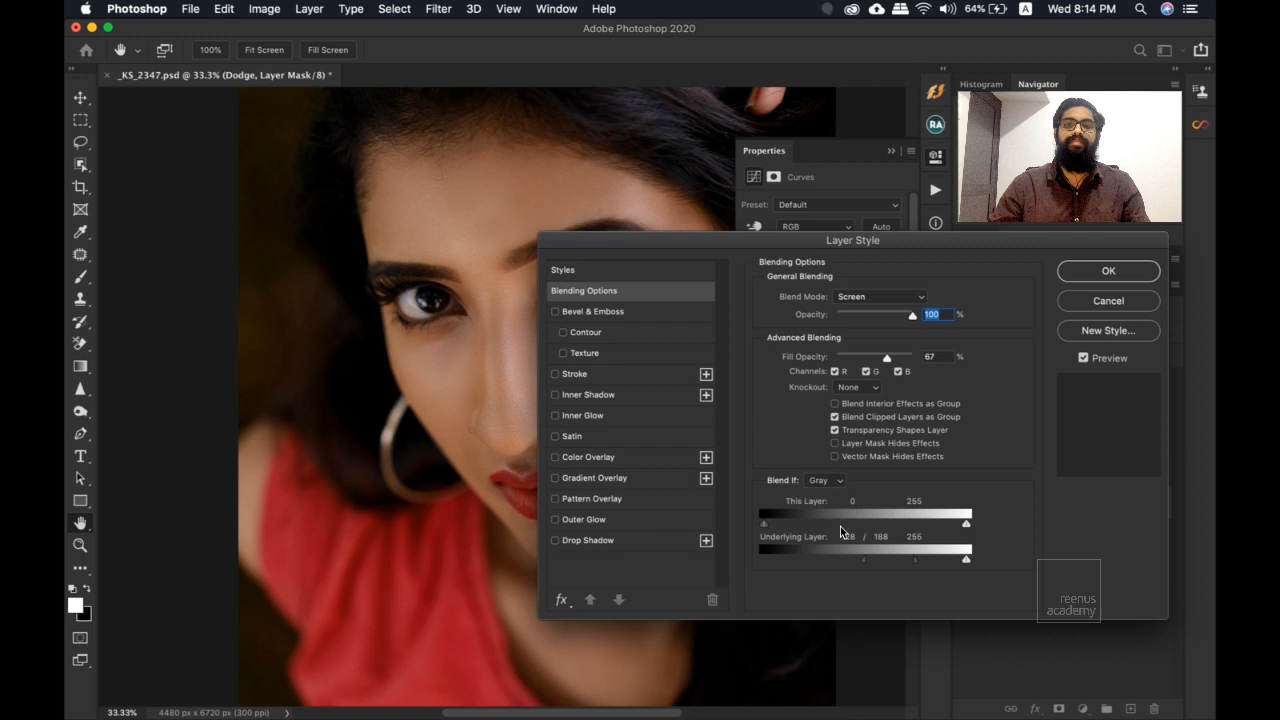 Photoshop File Edit Image Layer Type Select Filter 3D View Window Help 64% A Wed 8:14 PM
Adobe Photoshop 2020
100% Fit Screen Fill Screen
_KS_2347.psd @ 33.3% (Dodge, Layer Mask/8) *
Histogram Navigator
RA
Properties
Curves
Preset: Default
RGB Auto
Layer Style
Styles
Blending Options
Bevel & Emboss
Contour
Texture
Stroke
Inner Shadow
Inner Glow
Satin
Color Overlay
Gradient Overlay
Pattern Overlay
Outer Glow
Drop Shadow
fx
Blending Options
General Blending
Blend Mode: Screen
Opacity: 100 %
Advanced Blending
Fill Opacity: 67 %
Channels: R G B
Knockout: None
Blend Interior Effects as Group
Blend Clipped Layers as Group
Transparency Shapes Layer
Layer Mask Hides Effects
Vector Mask Hides Effects
Blend If: Gray
This Layer: 0 255
Underlying Layer: / 188 255
OK
Cancel
New Style...
Preview
reenus
academy
33.33% 4480 px x 6720 px (300 ppi)
fx